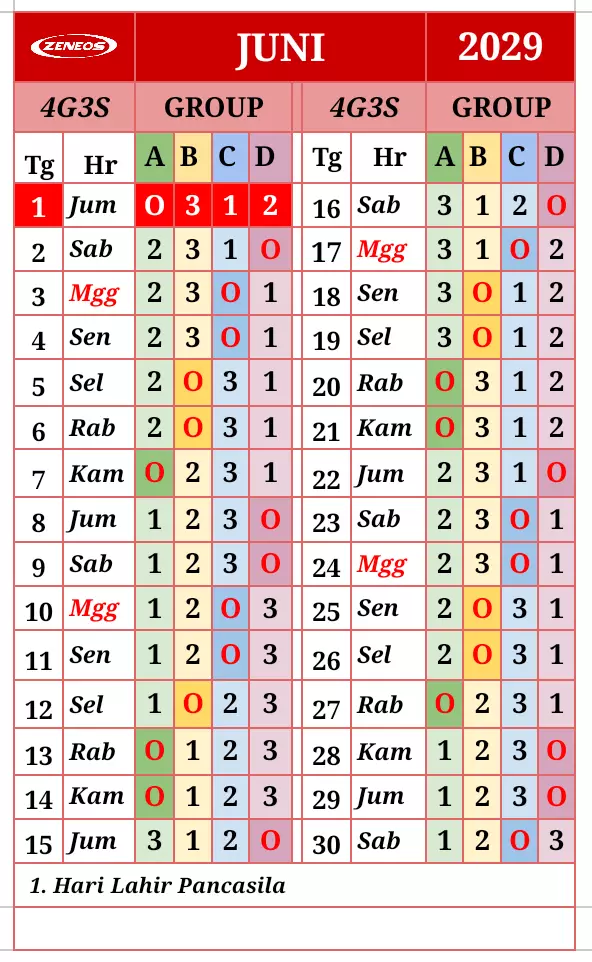 ZENEOS JUNI 2029
4G3S GROUP 4G3S GROUP
Tg Hr A B C D Tg Hr A B C D
1 Jum O 3 1 2 16 Sab 3 1 2 O
2 Sab 2 3 1 O 17 Mgg 3 1 O 2
3 Mgg 2 3 O 1 18 Sen 3 O 1 2
4 Sen 2 3 O 1 19 Sel 3 O 1 2
5 Sel 2 O 3 1 20 Rab O 3 1 2
6 Rab 2 O 3 1 21 Kam O 3 1 2
7 Kam O 2 3 1 22 Jum 2 3 1 O
8 Jum 1 2 3 O 23 Sab 2 3 O 1
9 Sab 1 2 3 O 24 Mgg 2 3 O 1
10 Mgg 1 2 O 3 25 Sen 2 O 3 1
11 Sen 1 2 O 3 26 Sel 2 O 3 1
12 Sel 1 O 2 3 27 Rab O 2 3 1
13 Rab O 1 2 3 28 Kam 1 2 3 O
14 Kam O 1 2 3 29 Jum 1 2 3 O
15 Jum 3 1 2 O 30 Sab 1 2 O 3
1. Hari Lahir Pancasila